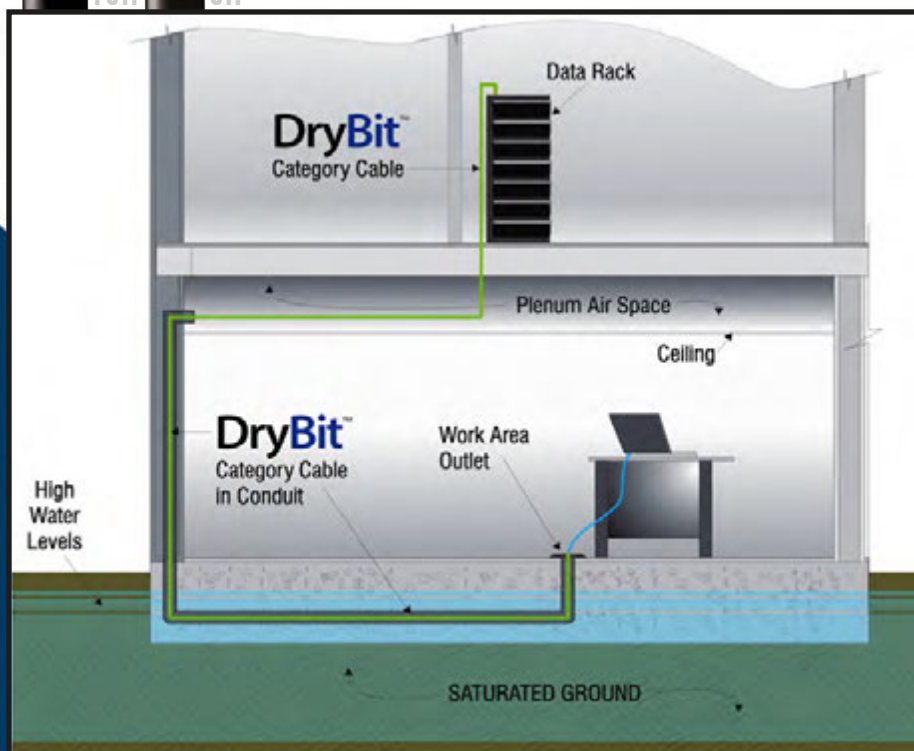 Data Rack
DryBit™
Category Cable
Plenum Air Space
Ceiling
DryBit™
Category Cable
in Conduit
Work Area
Outlet
High
Water
Levels
SATURATED GROUND